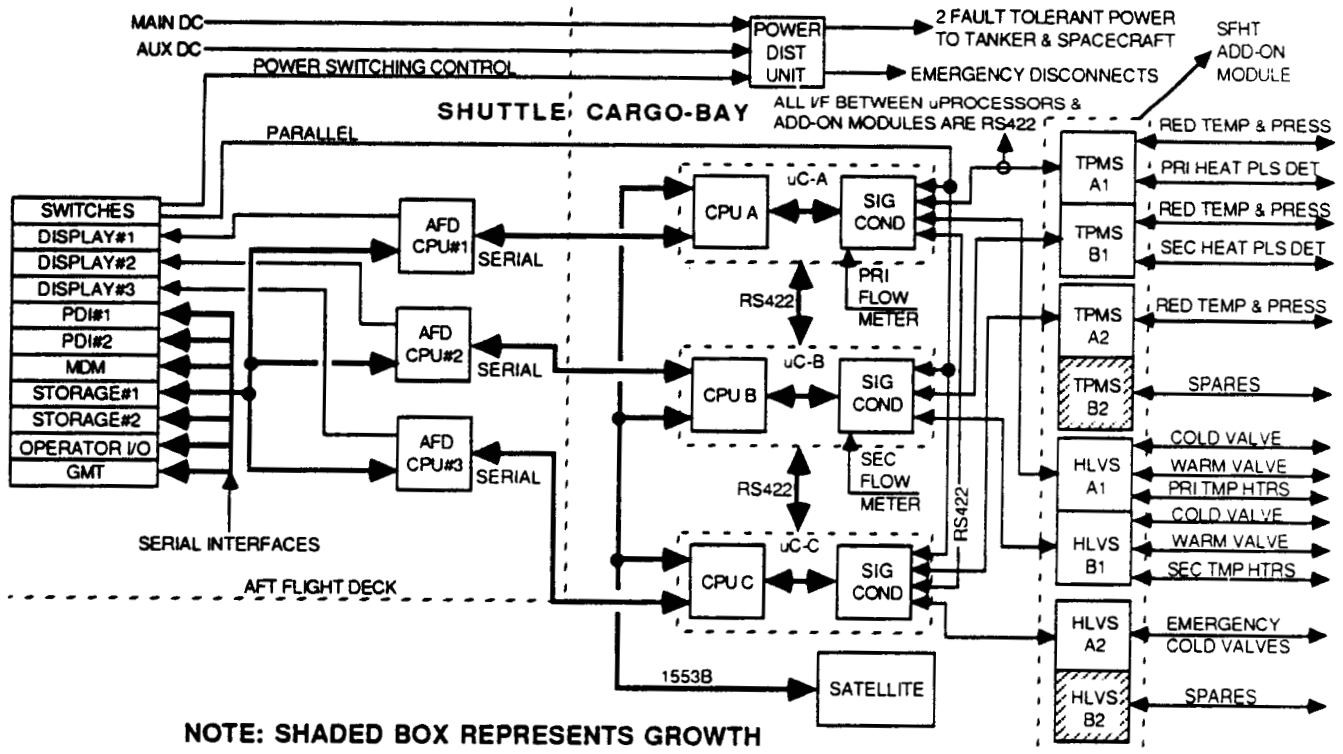 MAIN DC
AUX DC
POWER SWITCHING CONTROL
POWER
DIST
UNIT
2 FAULT TOLERANT POWER
TO TANKER & SPACECRAFT
EMERGENCY DISCONNECTS
SFHT
ADD-ON
MODULE
SHUTTLE CARGO-BAY
ALL I/F BETWEEN uPROCESSORS &
ADD-ON MODULES ARE RS422
PARALLEL
SWITCHES
DISPLAY#1
DISPLAY#2
DISPLAY#3
PDI#1
PDI#2
MDM
STORAGE#1
STORAGE#2
OPERATOR I/O
GMT
SERIAL INTERFACES
AFT FLIGHT DECK
AFD
CPU#1
SERIAL
AFD
CPU#2
SERIAL
AFD
CPU#3
SERIAL
uC-A
CPU A
SIG
COND
RS422
PRI
FLOW
METER
uC-B
CPU B
SIG
COND
RS422
SEC
FLOW
METER
RS422
uC-C
CPU C
SIG
COND
1553B
SATELLITE
TPMS
A1
TPMS
B1
TPMS
A2
TPMS
B2
HLVS
A1
HLVS
B1
HLVS
A2
HLVS
B2
RED TEMP & PRESS
PRI HEAT PLS DET
RED TEMP & PRESS
SEC HEAT PLS DET
RED TEMP & PRESS
SPARES
COLD VALVE
WARM VALVE
PRI TMP HTRS
COLD VALVE
WARM VALVE
SEC TMP HTRS
EMERGENCY
COLD VALVES
SPARES
NOTE: SHADED BOX REPRESENTS GROWTH